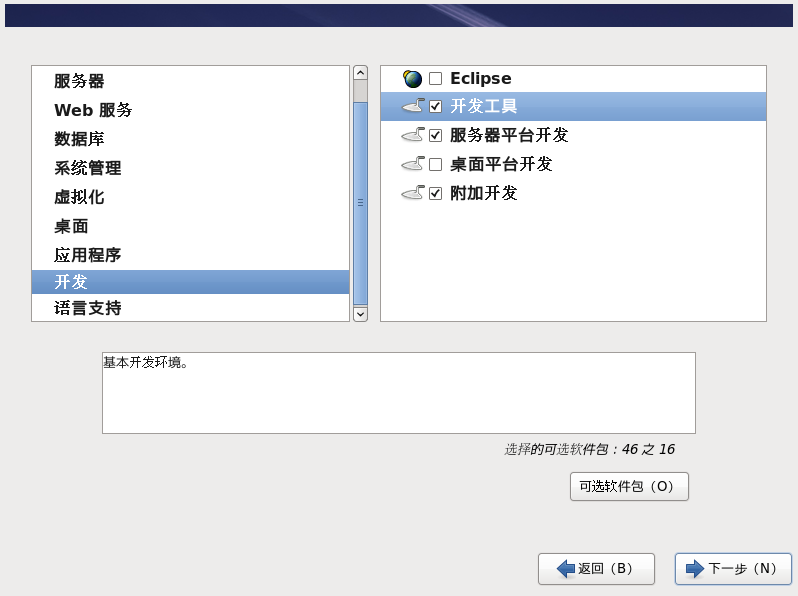 服务器
Web 服务
数据库
系统管理
虚拟化
桌面
应用程序
开发
语言支持
Eclipse
开发工具
服务器平台开发
桌面平台开发
附加开发
基本开发环境。
选择的可选软件包：46 之 16
可选软件包（O）
返回（B）
下一步（N）